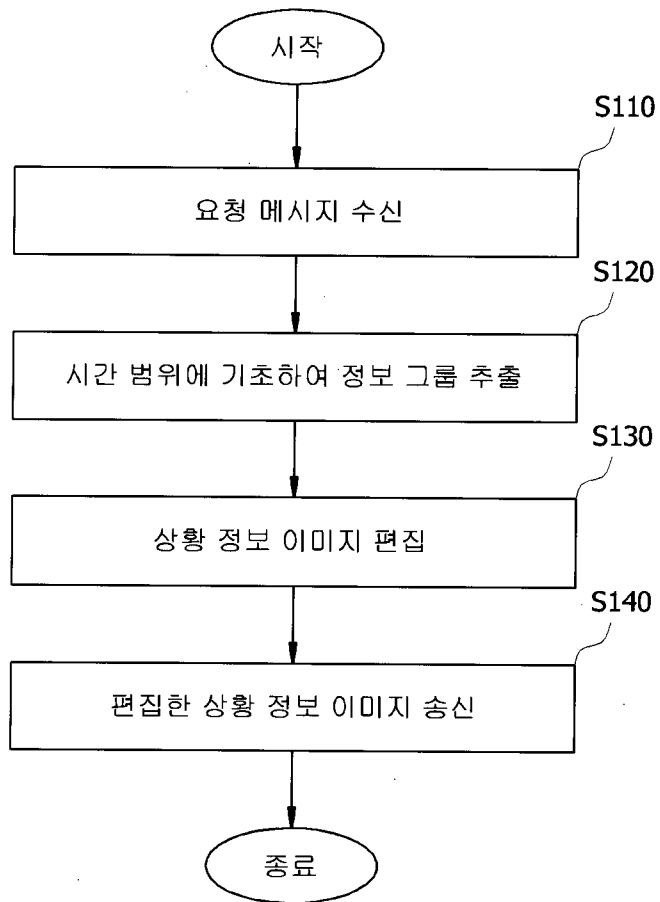 시작
S110
요청 메시지 수신
S120
시간 범위에 기초하여 정보 그룹 추출
S130
상황 정보 이미지 편집
S140
편집한 상황 정보 이미지 송신
종료